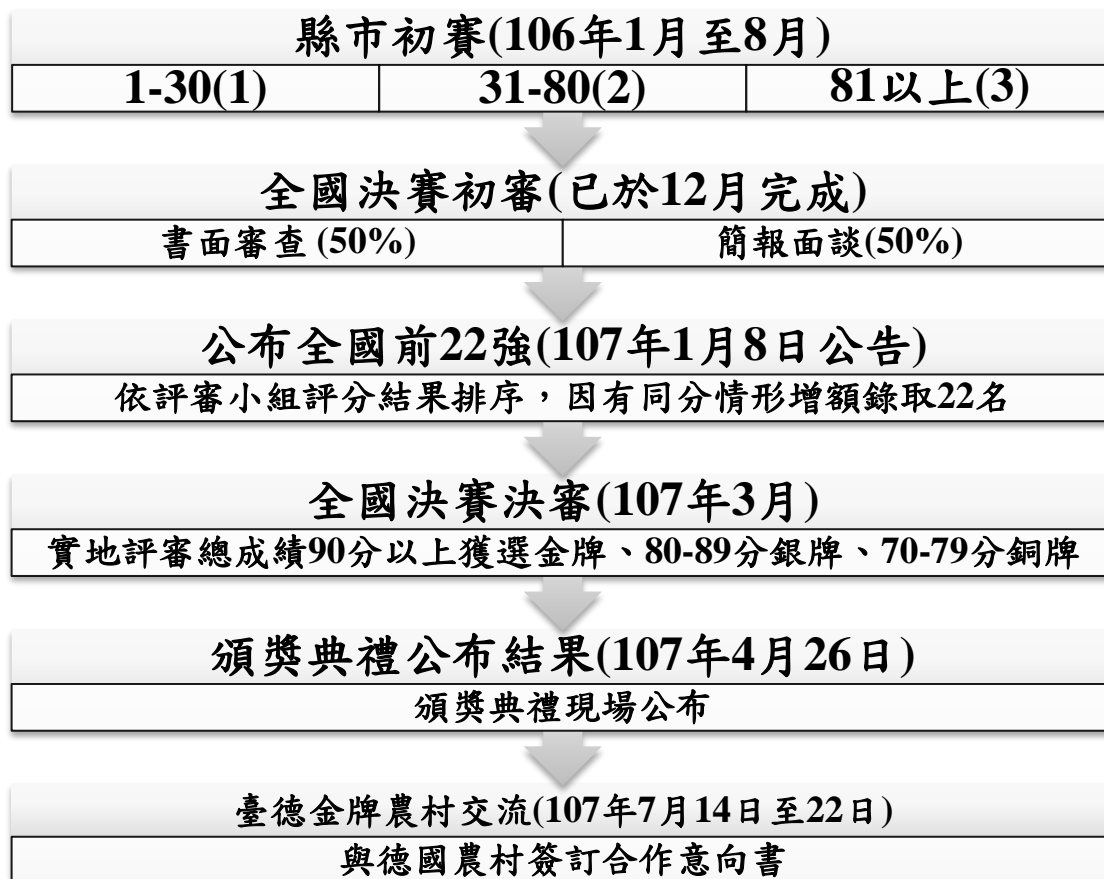 縣市初賽(106年1月至8月)
1-30(1) 31-80(2) 81以上(3)
全國決賽初審(已於12月完成)
書面審查 (50%) 簡報面談(50%)
公布全國前22強(107年1月8日公告)
依評審小組評分結果排序，因有同分情形增額錄取22名
全國決賽決審(107年3月)
實地評審總成績90分以上獲選金牌、80-89分銀牌、70-79分銅牌
頒獎典禮公布結果(107年4月26日)
頒獎典禮現場公布
臺德金牌農村交流(107年7月14日至22日)
與德國農村簽訂合作意向書